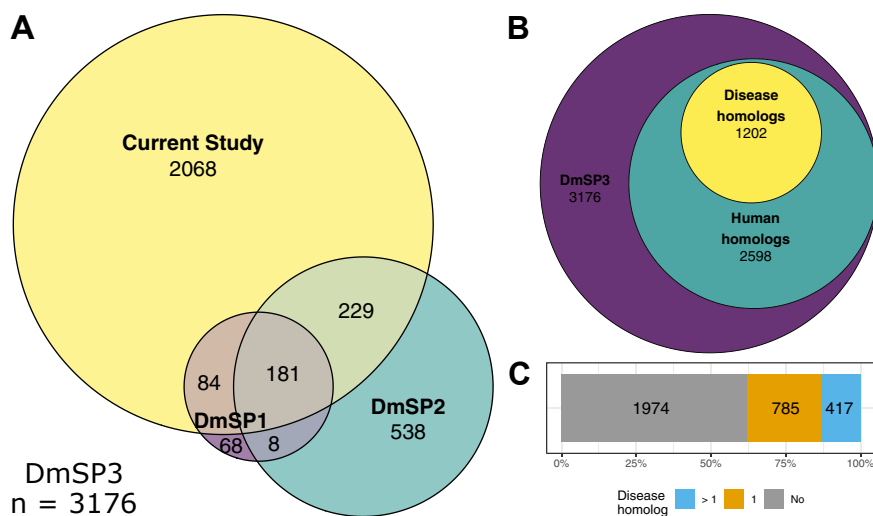 A
Current Study
2068
229
84
181
DmSP1
68
8
DmSP2
538
DmSP3
n = 3176
B
Disease
homologs
1202
DmSP3
3176
Human
homologs
2598
C
1974 785 417
0% 25% 50% 75% 100%
Disease
homolog > 1 1 No